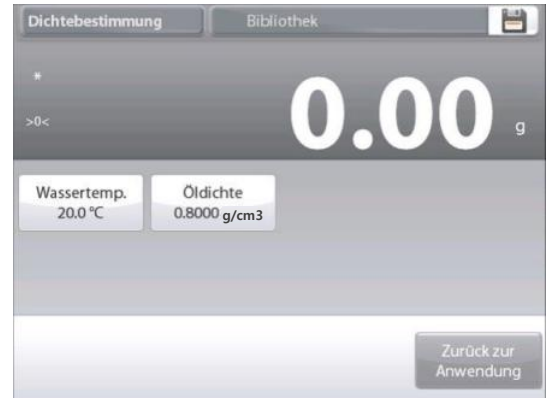 Dichtebestimmung Bibliothek
*
>0<
0.00 g
Wassertemp. Öldichte
20.0 °C 0.8000 g/cm3
Zurück zur
Anwendung